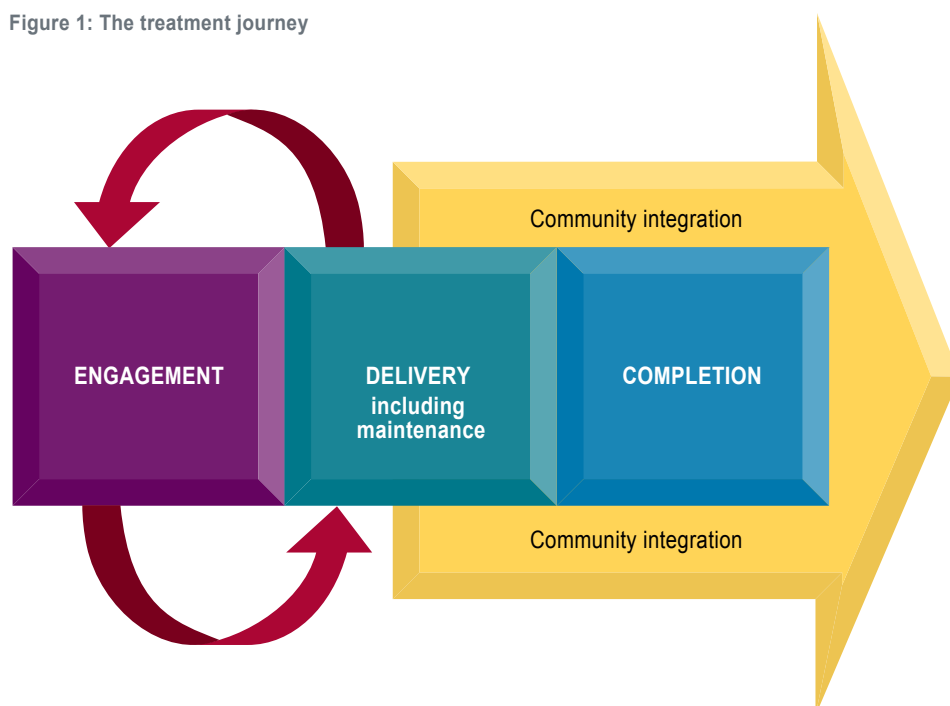 Figure 1: The treatment journey
Community integration
ENGAGEMENT
DELIVERY
including
maintenance
COMPLETION
Community integration